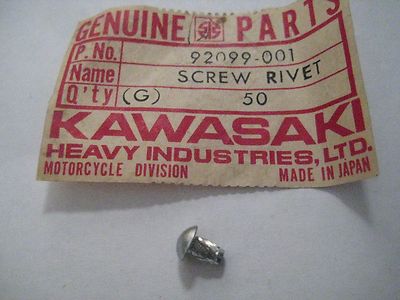 GENUINE PARTS
P. No. 92099-001
Name SCREW RIVET
Q'ty (G) 50
KAWASAKI
HEAVY INDUSTRIES, LTD.
MOTORCYCLE DIVISION MADE IN JAPAN